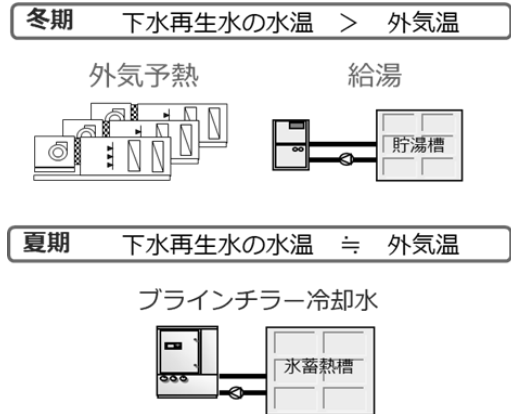 冬期 下水再生水の水温 > 外気温
外気予熱 給湯
貯湯槽
夏期 下水再生水の水温 ≒ 外気温
ブラインチラー冷却水
氷蓄熱槽